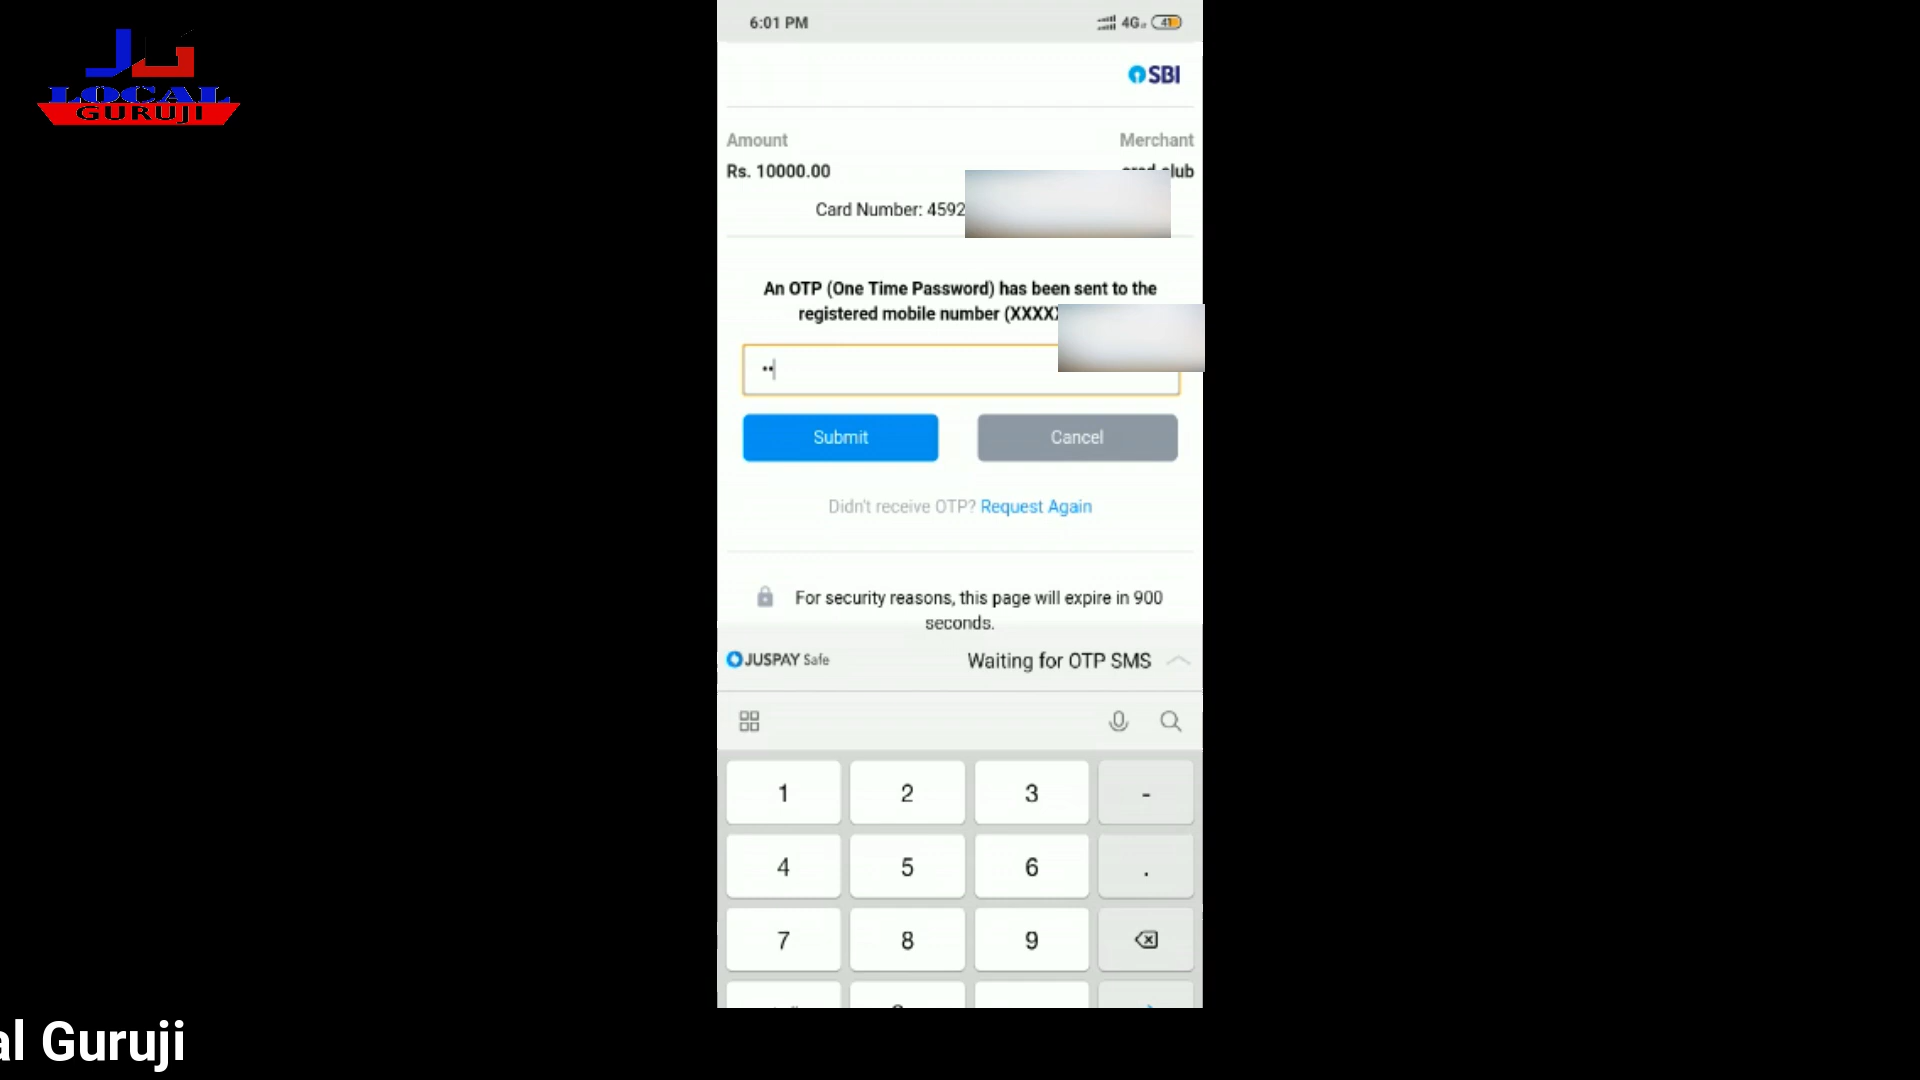 LOCAL
GURUJI
6:01 PM
4G
41
SBI
Amount
Merchant
Rs. 10000.00
Card Number: 4592
An OTP (One Time Password) has been sent to the
registered mobile number (XXXXX
••
Submit
Cancel
Didn't receive OTP? Request Again
For security reasons, this page will expire in 900
seconds.
JUSPAY Safe
Waiting for OTP SMS
1
2
3
-
4
5
6
.
7
8
9
al Guruji